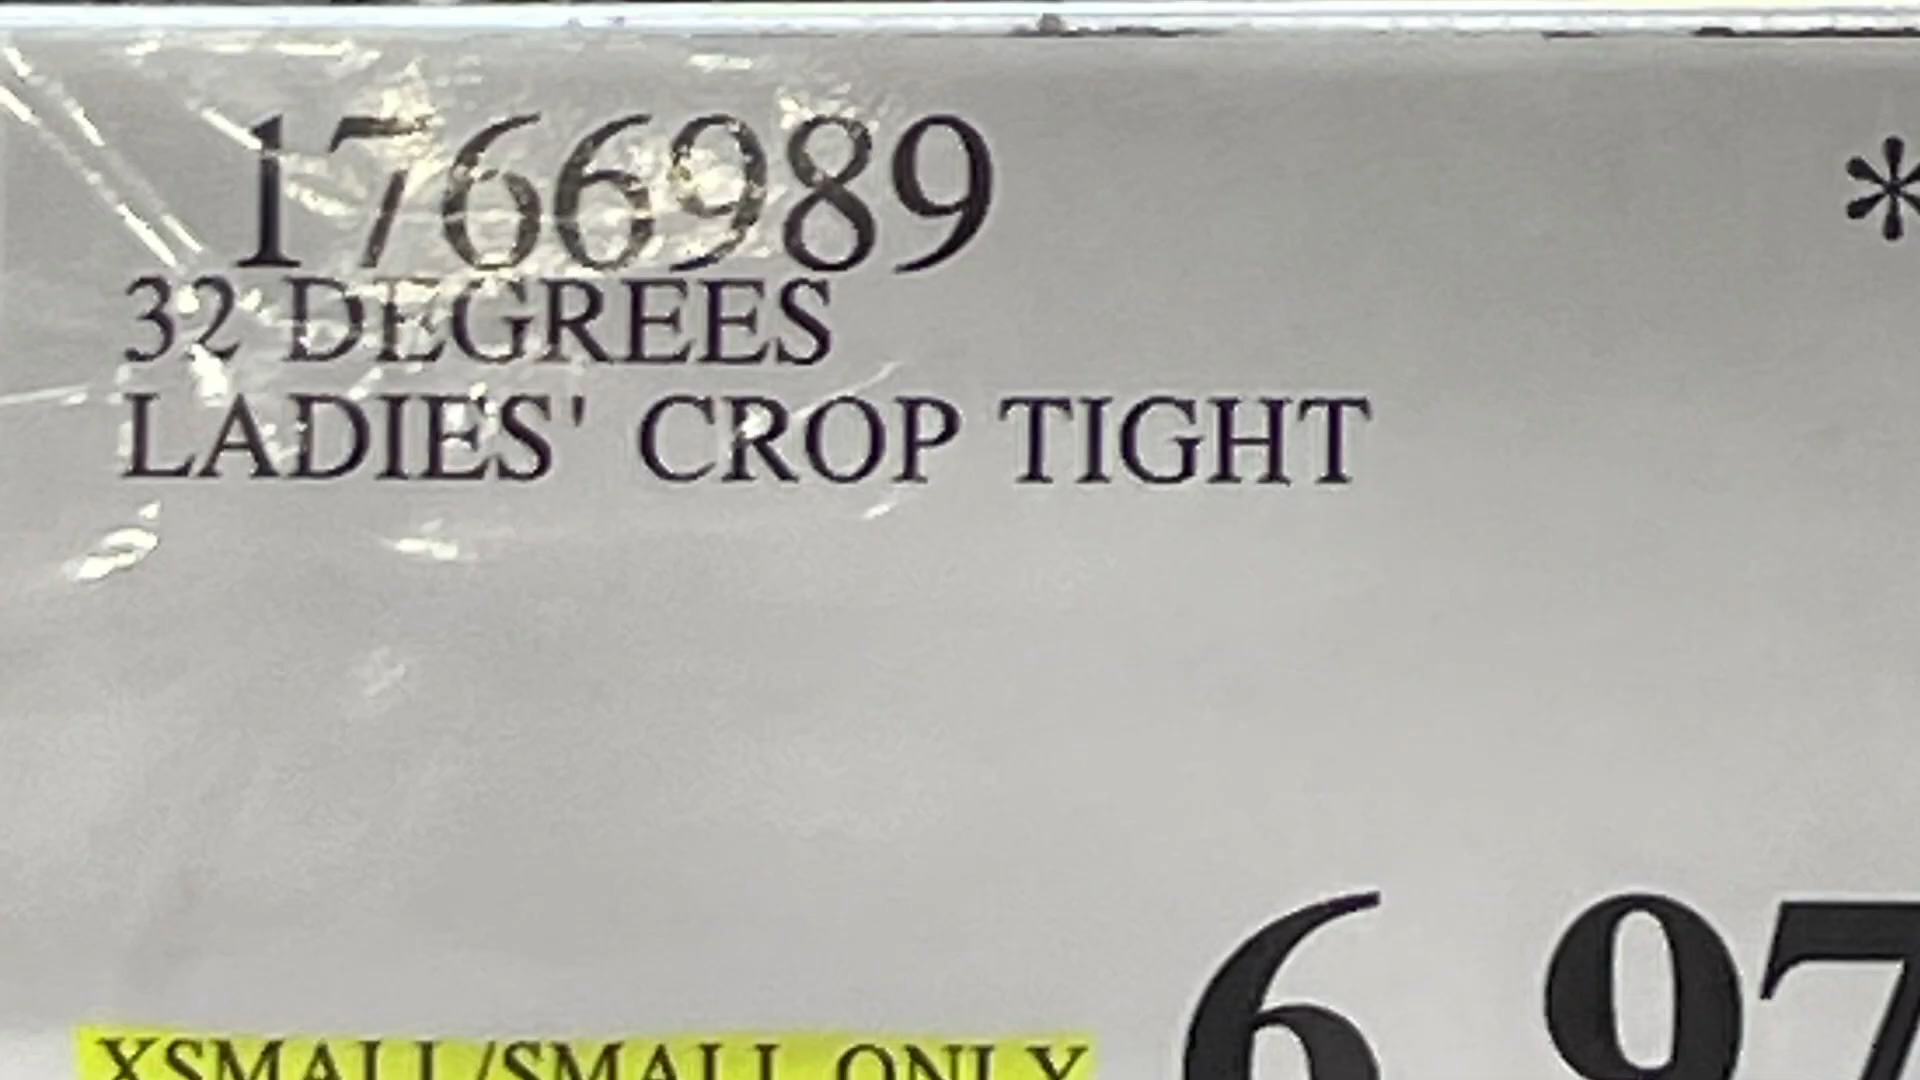 1766989
*
32 DEGREES
LADIES' CROP TIGHT
6.97
XSMALL/SMALL ONLY